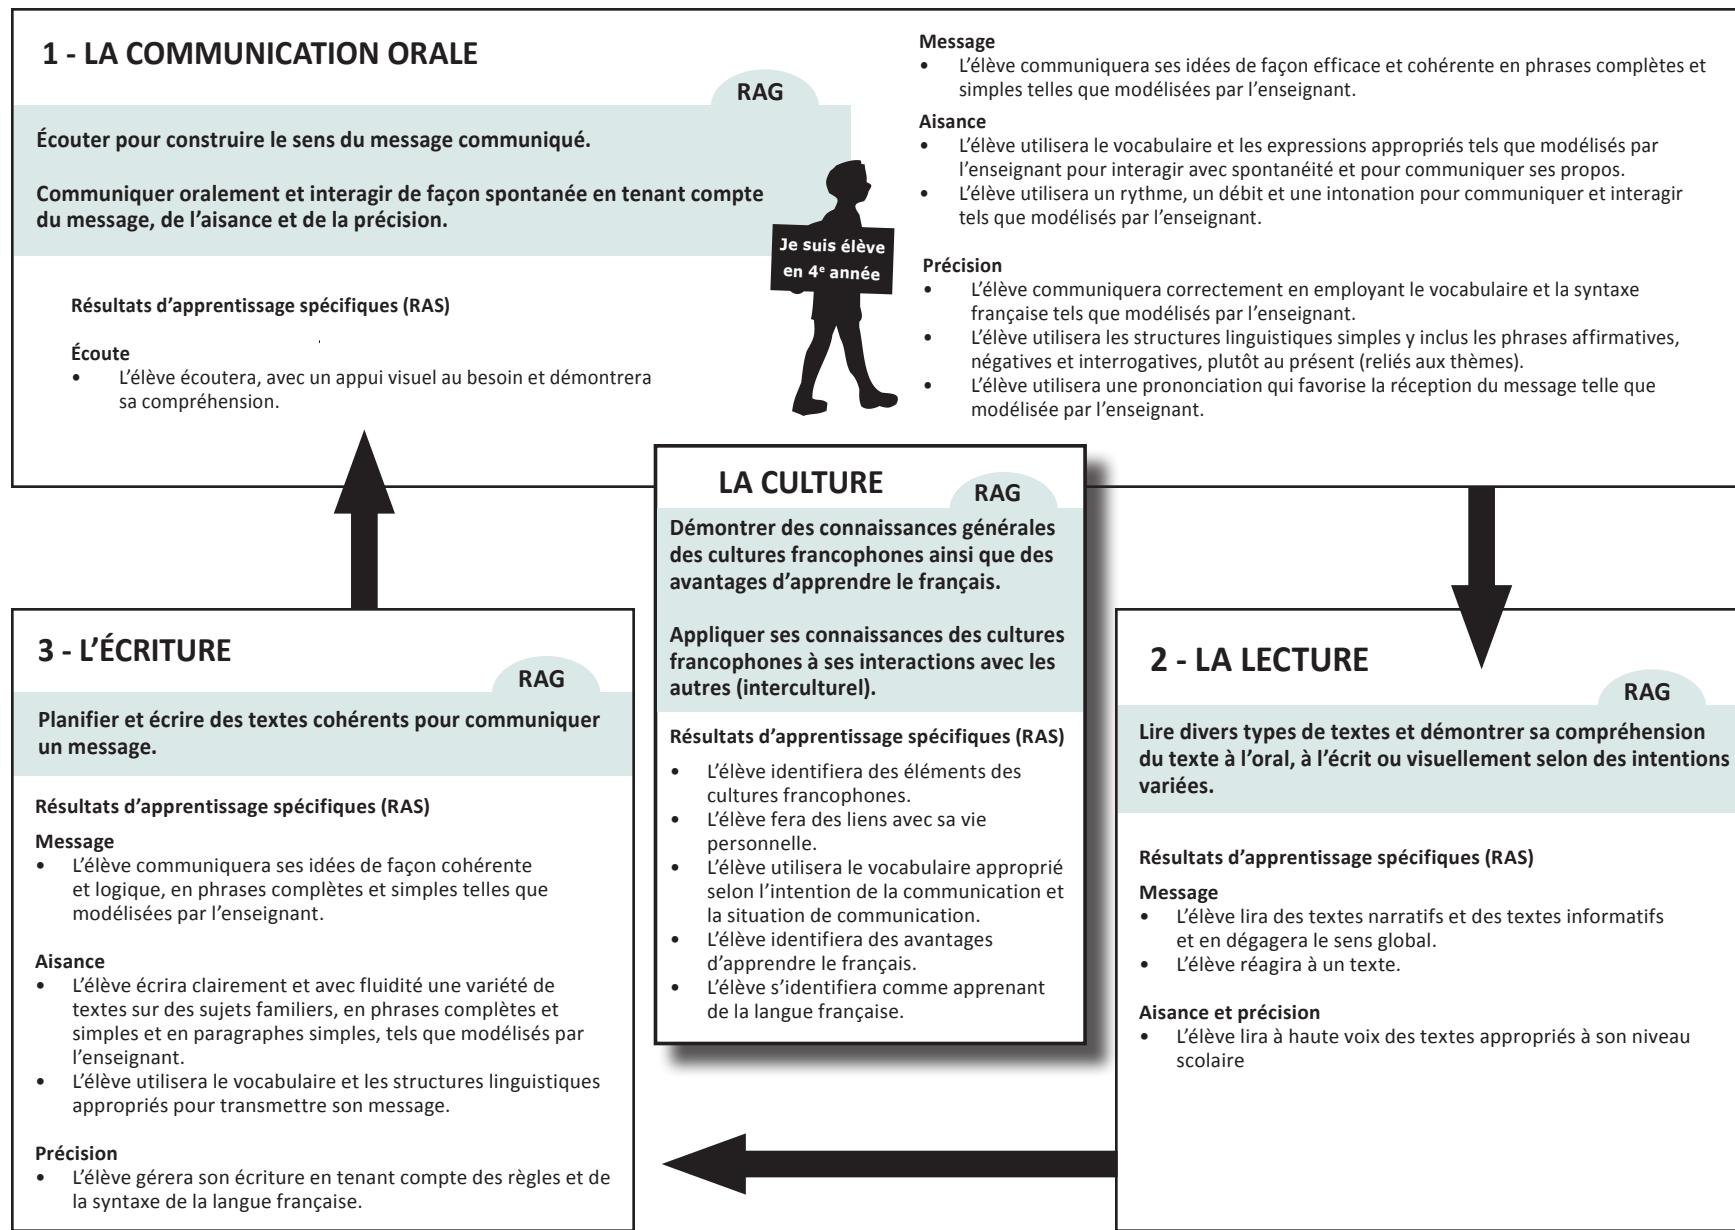 1 - LA COMMUNICATION ORALE
RAG
Écouter pour construire le sens du message communiqué.
Communiquer oralement et interagir de façon spontanée en tenant compte
du message, de l'aisance et de la précision.
Je suis élève
en 4e année
Résultats d'apprentissage spécifiques (RAS)
Écoute
• L'élève écoutera, avec un appui visuel au besoin et démontrera
sa compréhension.
Message
• L'élève communiquera ses idées de façon efficace et cohérente en phrases complètes et
simples telles que modélisées par l'enseignant.
Aisance
• L'élève utilisera le vocabulaire et les expressions appropriés tels que modélisés par
l'enseignant pour interagir avec spontanéité et pour communiquer ses propos.
• L'élève utilisera un rythme, un débit et une intonation pour communiquer et interagir
tels que modélisés par l'enseignant.
Précision
• L'élève communiquera correctement en employant le vocabulaire et la syntaxe
française tels que modélisés par l'enseignant.
• L'élève utilisera les structures linguistiques simples y inclus les phrases affirmatives,
négatives et interrogatives, plutôt au présent (reliés aux thèmes).
• L'élève utilisera une prononciation qui favorise la réception du message telle que
modélisée par l'enseignant.
LA CULTURE
RAG
Démontrer des connaissances générales
des cultures francophones ainsi que des
avantages d'apprendre le français.
Appliquer ses connaissances des cultures
francophones à ses interactions avec les
autres (interculturel).
Résultats d'apprentissage spécifiques (RAS)
• L'élève identifiera des éléments des
cultures francophones.
• L'élève fera des liens avec sa vie
personnelle.
• L'élève utilisera le vocabulaire approprié
selon l'intention de la communication et
la situation de communication.
• L'élève identifiera des avantages
d'apprendre le français.
• L'élève s'identifiera comme apprenant
de la langue française.
2 - LA LECTURE
RAG
Lire divers types de textes et démontrer sa compréhension
du texte à l'oral, à l'écrit ou visuellement selon des intentions
variées.
Résultats d'apprentissage spécifiques (RAS)
Message
• L'élève lira des textes narratifs et des textes informatifs
et en dégagera le sens global.
• L'élève réagira à un texte.
Aisance et précision
• L'élève lira à haute voix des textes appropriés à son niveau
scolaire
3 - L'ÉCRITURE
RAG
Planifier et écrire des textes cohérents pour communiquer
un message.
Résultats d'apprentissage spécifiques (RAS)
Message
• L'élève communiquera ses idées de façon cohérente
et logique, en phrases complètes et simples telles que
modélisées par l'enseignant.
Aisance
• L'élève écrira clairement et avec fluidité une variété de
textes sur des sujets familiers, en phrases complètes et
simples et en paragraphes simples, tels que modélisés par
l'enseignant.
• L'élève utilisera le vocabulaire et les structures linguistiques
appropriés pour transmettre son message.
Précision
• L'élève gérera son écriture en tenant compte des règles et de
la syntaxe de la langue française.